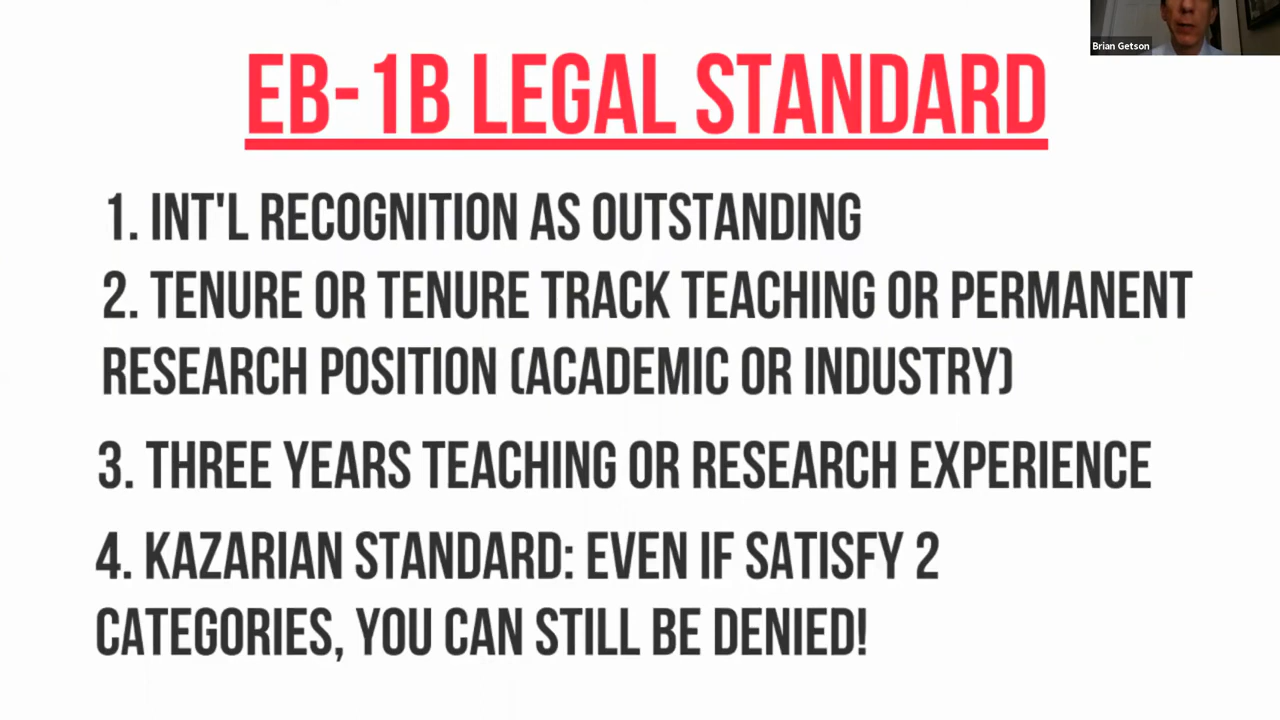 Brian Getson
EB-1B LEGAL STANDARD
1. INT'L RECOGNITION AS OUTSTANDING
2. TENURE OR TENURE TRACK TEACHING OR PERMANENT
RESEARCH POSITION (ACADEMIC OR INDUSTRY)
3. THREE YEARS TEACHING OR RESEARCH EXPERIENCE
4. KAZARIAN STANDARD: EVEN IF SATISFY 2
CATEGORIES, YOU CAN STILL BE DENIED!